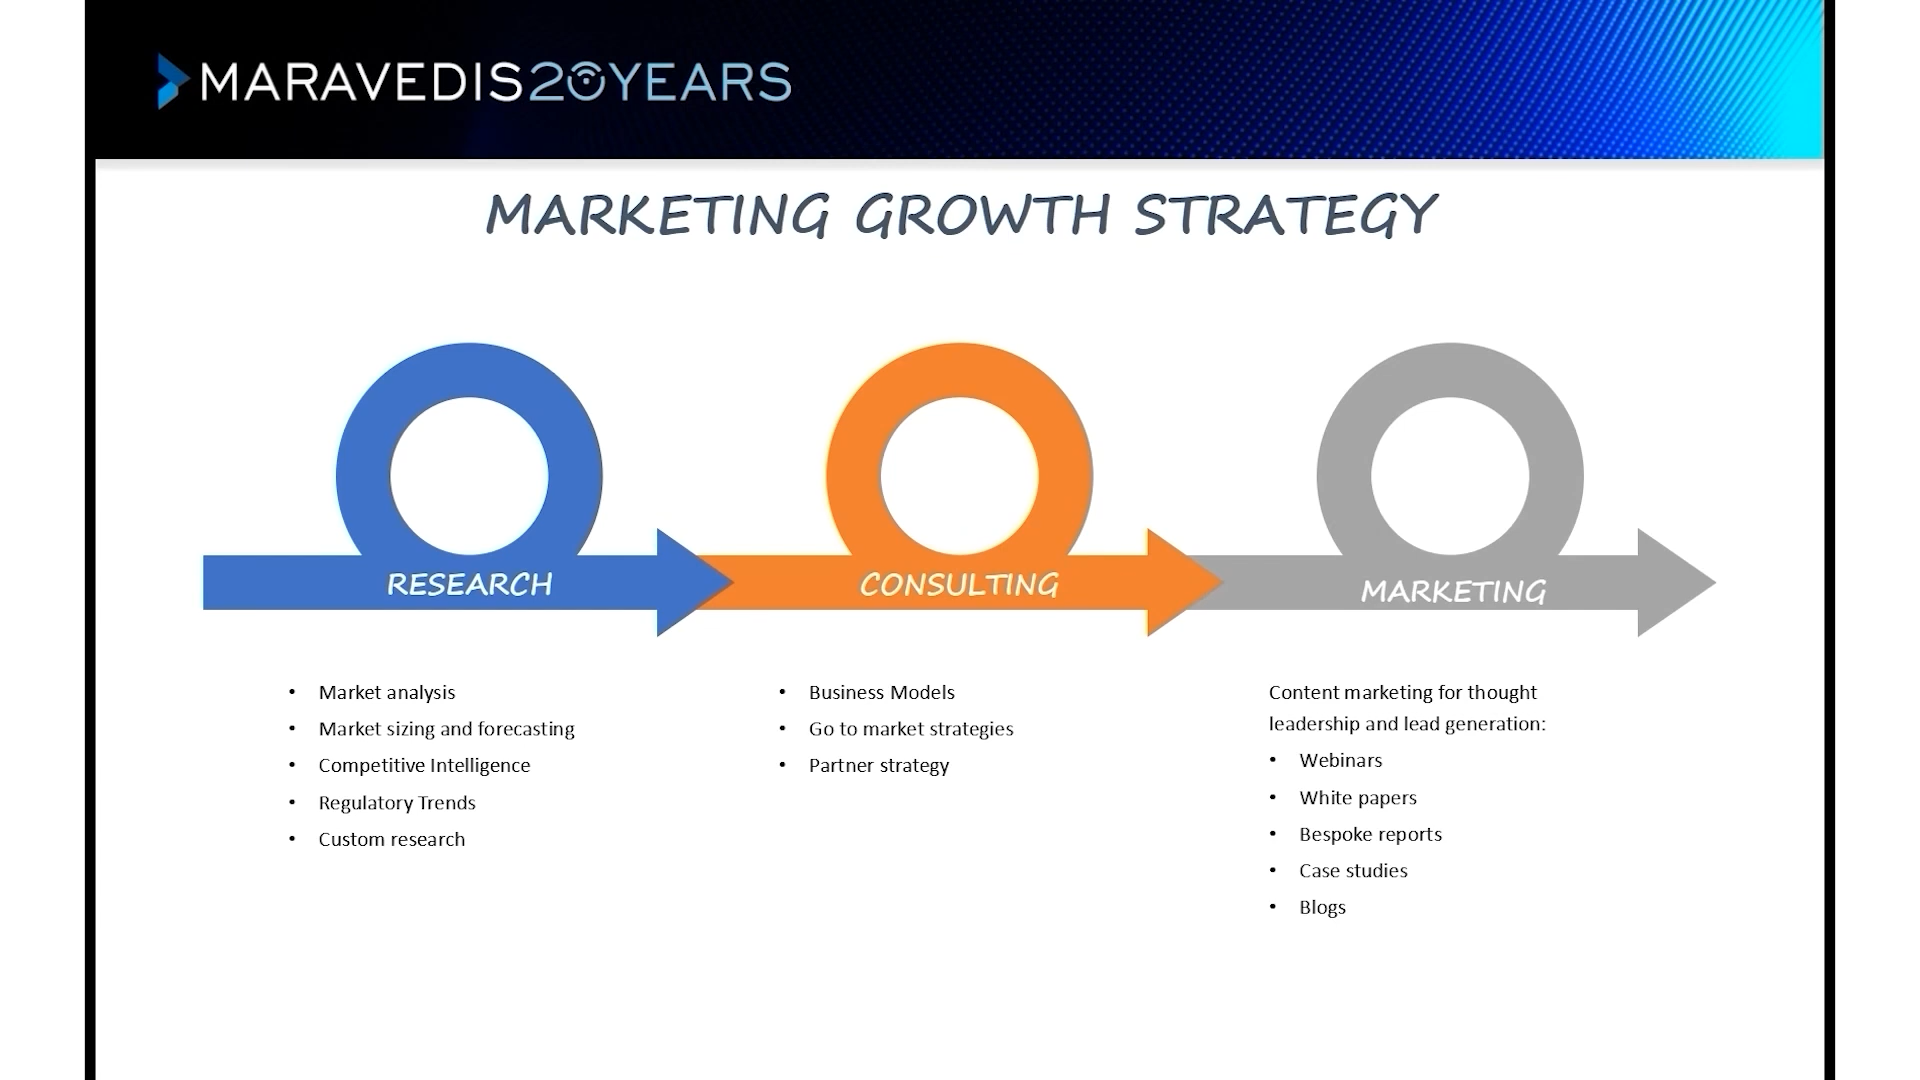 MARAVEDIS20YEARS
MARKETING GROWTH STRATEGY
RESEARCH
CONSULTING
MARKETING
• Market analysis
• Market sizing and forecasting
• Competitive Intelligence
• Regulatory Trends
• Custom research
• Business Models
• Go to market strategies
• Partner strategy
Content marketing for thought
leadership and lead generation:
• Webinars
• White papers
• Bespoke reports
• Case studies
• Blogs